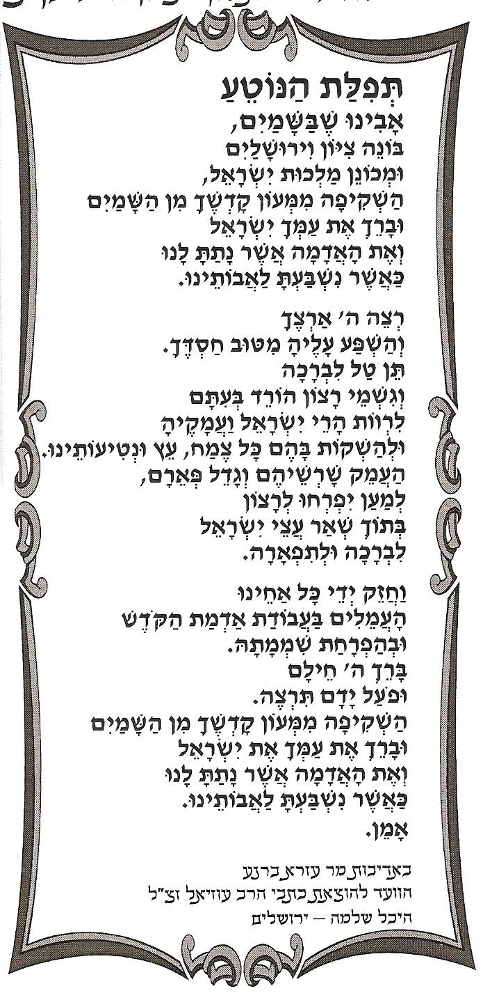 תְּפִלַּת הַנּוֹטֵעַ
אָבִינוּ שֶׁבַּשָּׁמַיִם,
בּוֹנֵה צִיּוֹן וִירוּשָׁלַיִם
וּמְכוֹנֵן מַלְכוּת יִשְׂרָאֵל,
הַשְׁקִיפָה מִמְּעוֹן קָדְשְׁךָ מִן הַשָּׁמַיִם
וּבָרֵךְ אֶת עַמְּךָ יִשְׂרָאֵל
וְאֶת הָאֲדָמָה אֲשֶׁר נָתַתָּ לָנוּ
כַּאֲשֶׁר נִשְׁבַּעְתָּ לַאֲבוֹתֵינוּ.
רְצֵה ה׳ אַרְצְךָ
וְהַשְׁפַּע עָלֶיהָ מִטּוּב חַסְדְּךָ.
תֵּן טַל לִבְרָכָה
וְגִשְׁמֵי רָצוֹן הוֹרֵד בְּעִתָּם
לִרְווֹת הָרֵי יִשְׂרָאֵל וַעֲמָקֶיהָ
וּלְהַשְׁקוֹת בָּהֶם כָּל צֶמַח, עֵץ וּנְטִיעוֹתֵינוּ.
הַעֲמֵק שָׁרְשֵׁיהֶם וְגָדֵל פְּאֵרָם,
לְמַעַן יִפְרְחוּ לְרָצוֹן
בְּתוֹךְ שְׁאַר עֲצֵי יִשְׂרָאֵל
לִבְרָכָה וּלְתִפְאָרָה.
וַחֲזֵק יְדֵי כָּל אַחֵינוּ
הָעֲמֵלִים בַּעֲבוֹדַת אַדְמַת הַקֹּדֶשׁ
וּבְהַפְרָחַת שִׁמְמָתָהּ.
בָּרֵךְ ה׳ חֵילָם
וּפֹעַל יָדָם תִּרְצֶה.
הַשְׁקִיפָה מִמְּעוֹן קָדְשְׁךָ מִן הַשָּׁמַיִם
וּבָרֵךְ אֶת עַמְּךָ אֶת יִשְׂרָאֵל
וְאֶת הָאֲדָמָה אֲשֶׁר נָתַתָּ לָנוּ
כַּאֲשֶׁר נִשְׁבַּעְתָּ לַאֲבוֹתֵינוּ.
אָמֵן.
באדיבות מר עזרא ברנע
הוועד להוצאת כתבי הרב עוזיאל זצ״ל
היכל שלמה – ירושלים